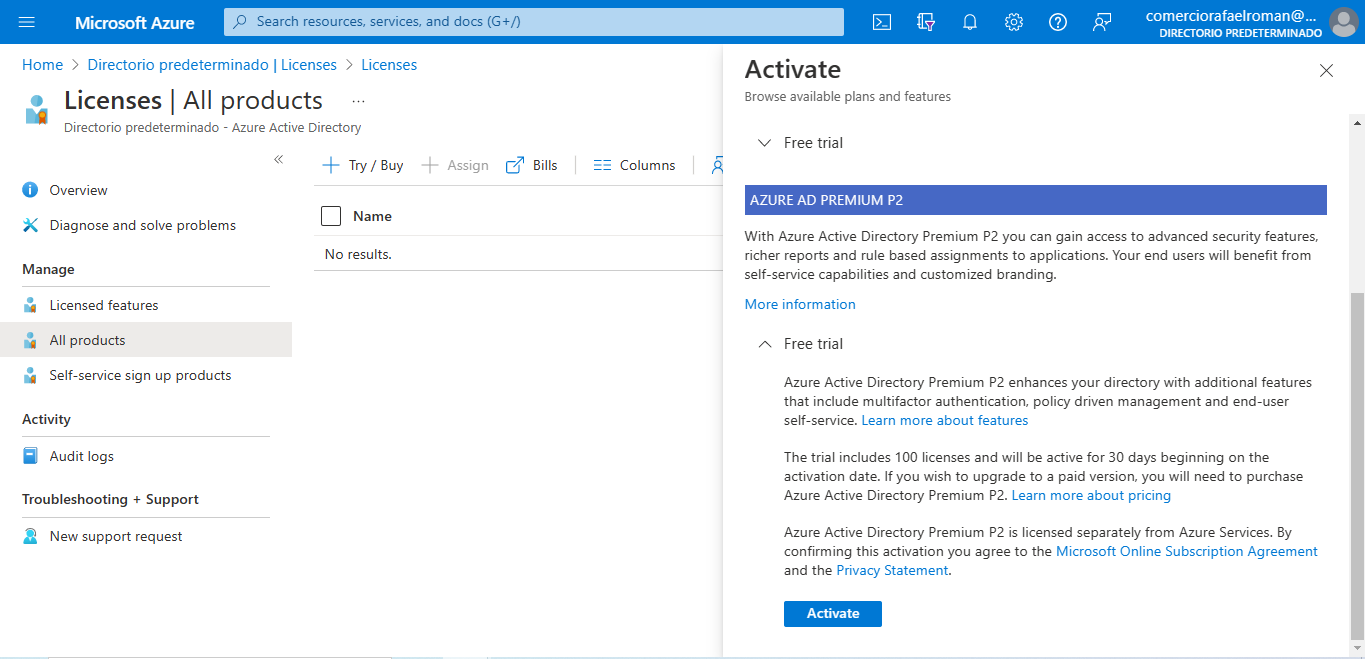 Microsoft Azure
Search resources, services, and docs (G+/)
comerciorafaelroman@...
DIRECTORIO PREDETERMINADO
Home > Directorio predeterminado | Licenses > Licenses
Licenses | All products ...
Directorio predeterminado - Azure Active Directory
«
Overview
Diagnose and solve problems
Manage
Licensed features
All products
Self-service sign up products
Activity
Audit logs
Troubleshooting + Support
New support request
Try / Buy Assign Bills Columns
Name
No results.
Activate
Browse available plans and features
Free trial
AZURE AD PREMIUM P2
With Azure Active Directory Premium P2 you can gain access to advanced security features,
richer reports and rule based assignments to applications. Your end users will benefit from
self-service capabilities and customized branding.
More information
Free trial
Azure Active Directory Premium P2 enhances your directory with additional features
that include multifactor authentication, policy driven management and end-user
self-service. Learn more about features
The trial includes 100 licenses and will be active for 30 days beginning on the
activation date. If you wish to upgrade to a paid version, you will need to purchase
Azure Active Directory Premium P2. Learn more about pricing
Azure Active Directory Premium P2 is licensed separately from Azure Services. By
confirming this activation you agree to the Microsoft Online Subscription Agreement
and the Privacy Statement.
Activate